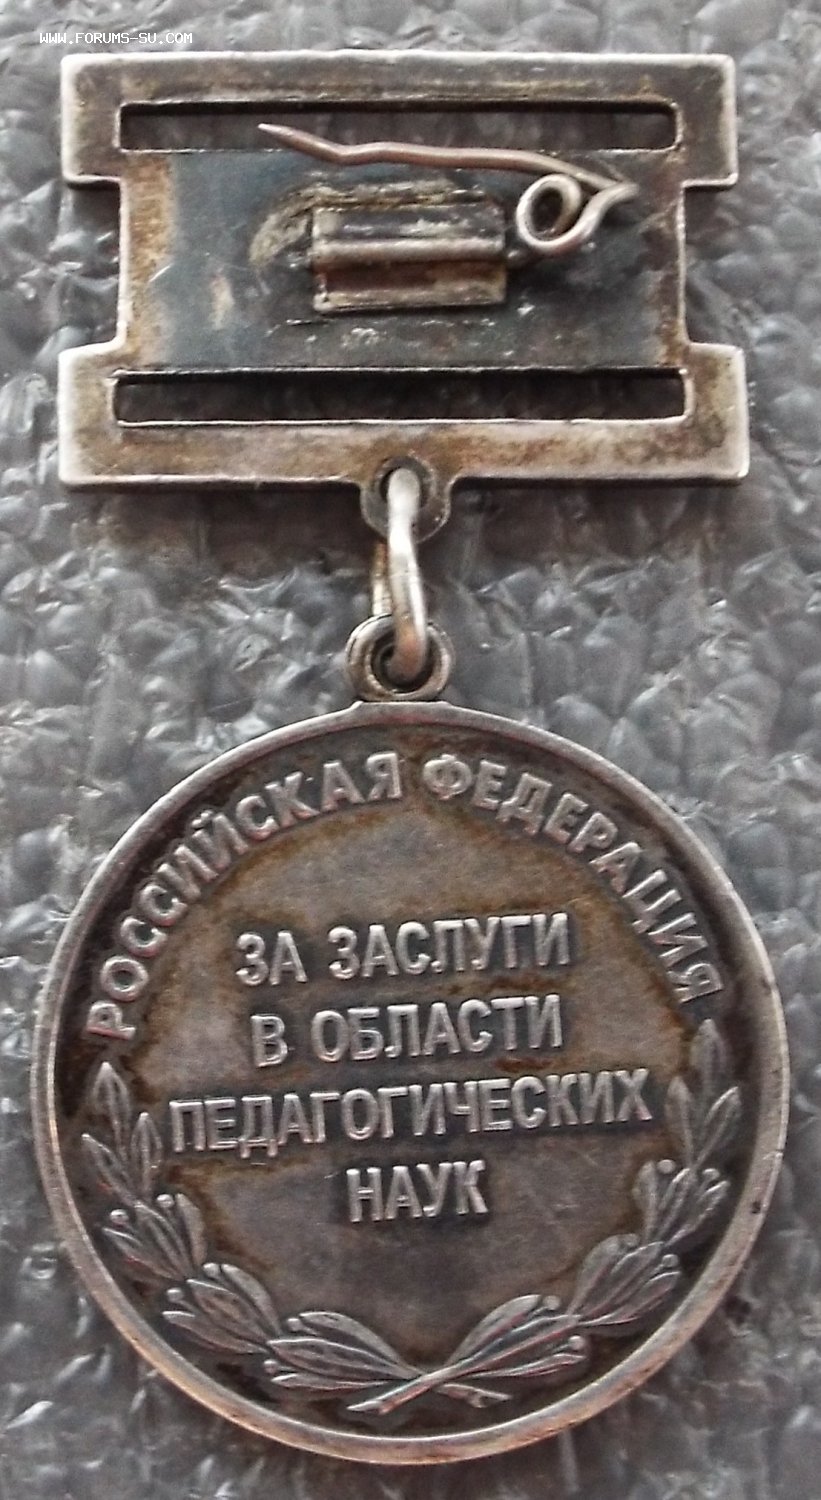 WWW.FORUMS-SU.COM
РОССИЙСКАЯ ФЕДЕРАЦИЯ
ЗА ЗАСЛУГИ
В ОБЛАСТИ
ПЕДАГОГИЧЕСКИХ
НАУК